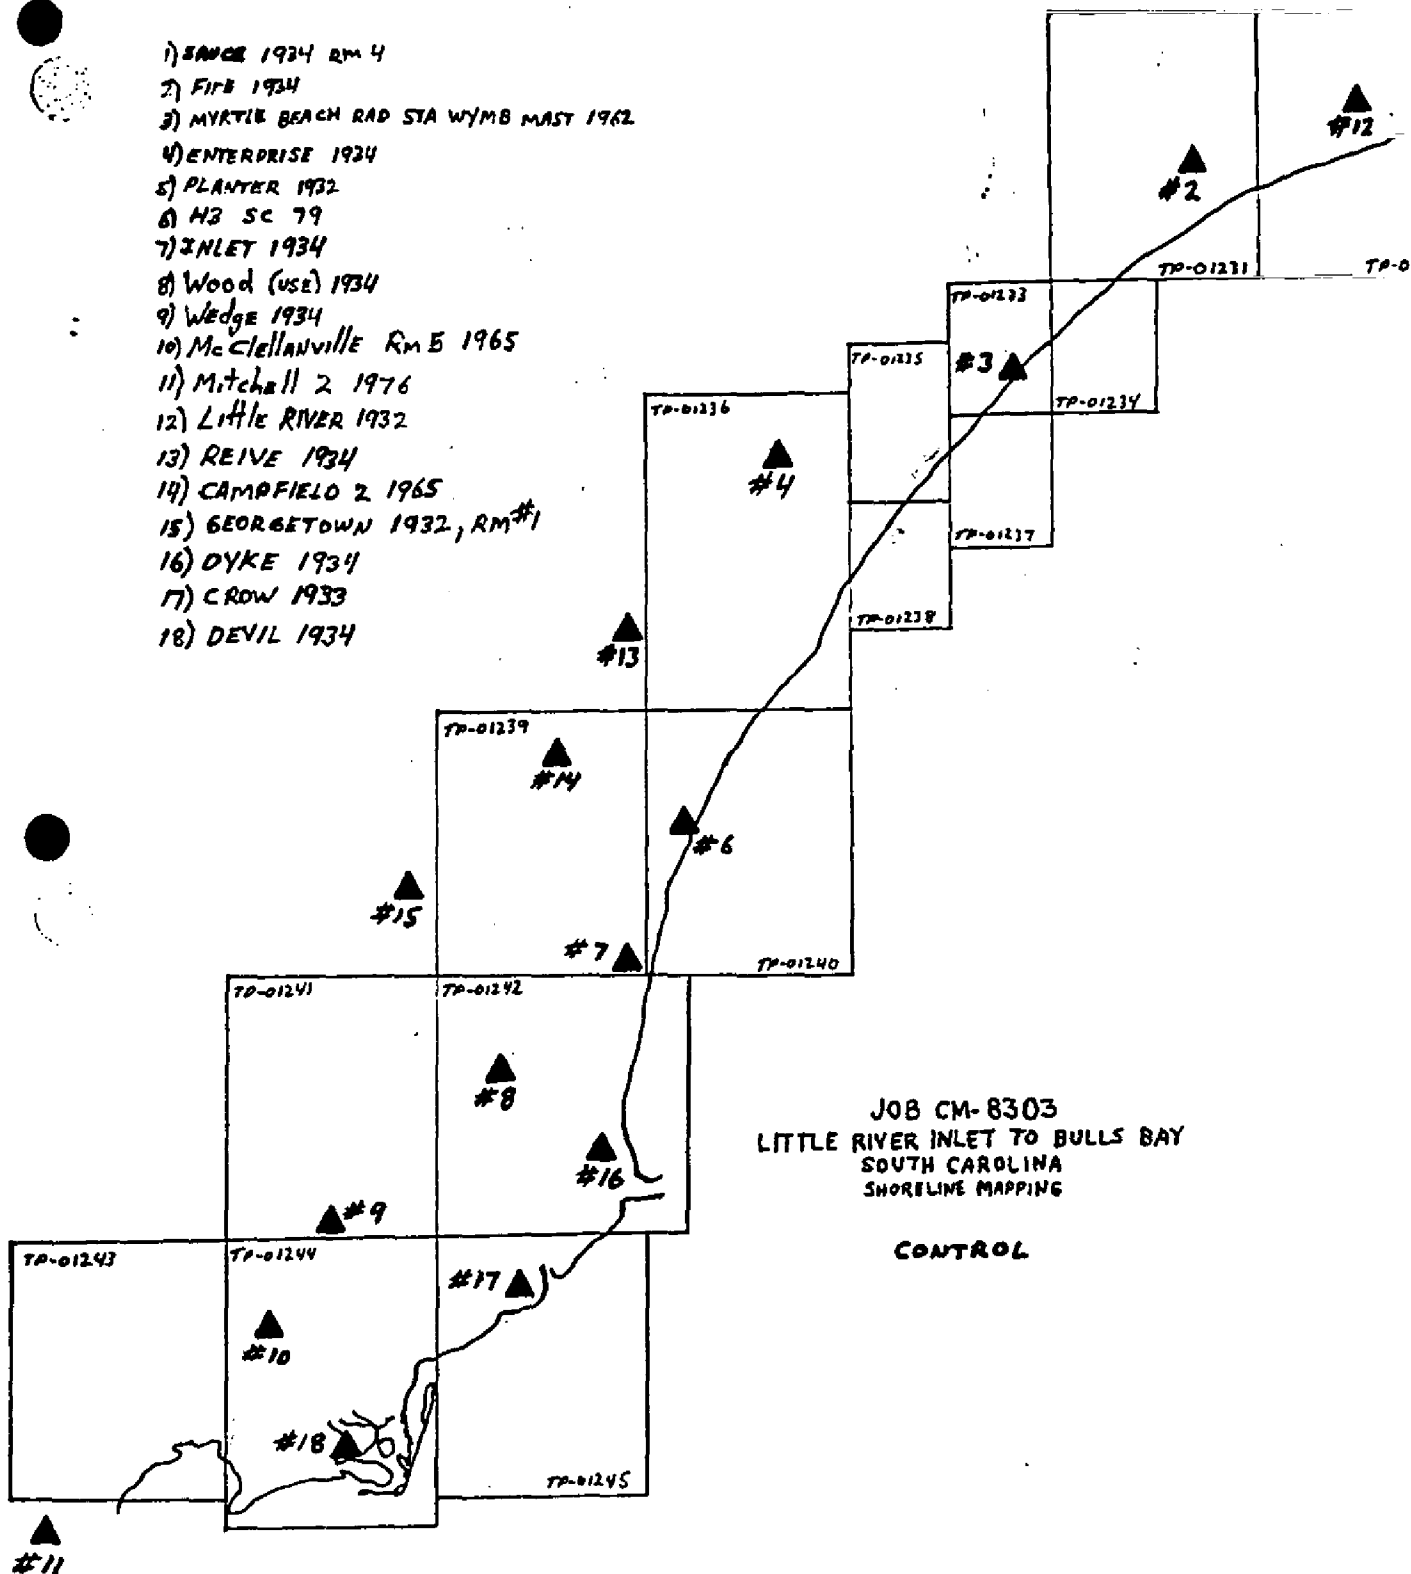 1) SAUCE 1934 RM 4
2) FIRE 1934
3) MYRTLE BEACH RAD STA WYMB MAST 1962
4) ENTERPRISE 1934
5) PLANTER 1932
6) H3 SC 79
7) INLET 1934
8) Wood (USE) 1934
9) Wedge 1934
10) McClellanville Rm 5 1965
11) Mitchell 2 1976
12) Little RIVER 1932
13) REIVE 1934
14) CAMPFIELD 2 1965
15) GEORGETOWN 1932, RM #1
16) DYKE 1934
17) CROW 1933
18) DEVIL 1934
#12
#2
TP-01231
TP-0
TP-01233
TP-01235
#3
TP-01236
TP-01234
#4
TP-01237
TP-01238
#13
TP-01239
#14
#6
#15
#7
TP-01240
TP-01241
TP-01242
#8
#16
#9
JOB CM-8303
LITTLE RIVER INLET TO BULLS BAY
SOUTH CAROLINA
SHORELINE MAPPING
CONTROL
TP-01243
TP-01244
#17
#10
#18
TP-01245
#11